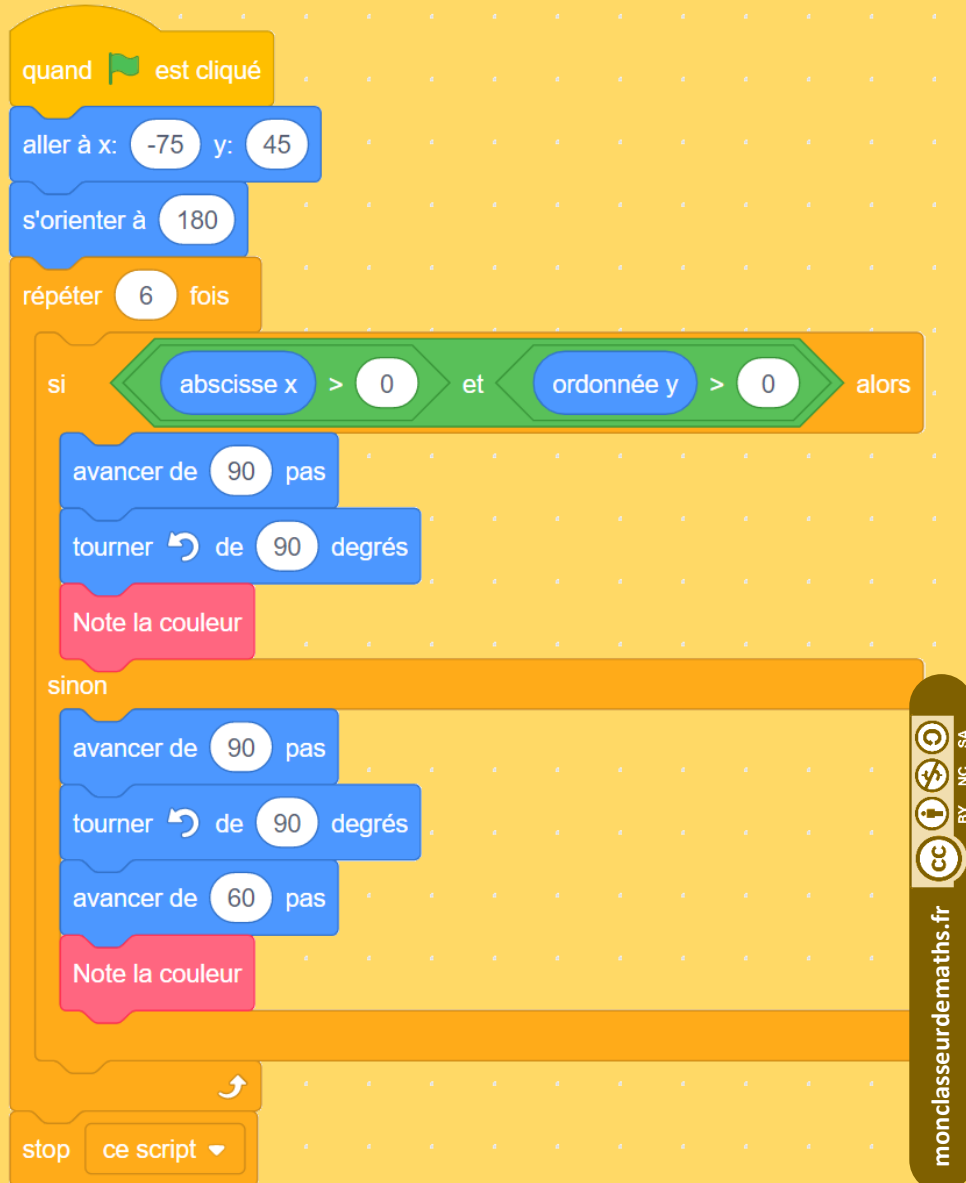 quand est cliqué
aller à x: -75 y: 45
s'orienter à 180
répéter 6 fois
si abscisse x > 0 et ordonnée y > 0 alors
avancer de 90 pas
tourner de 90 degrés
Note la couleur
sinon
avancer de 90 pas
tourner de 90 degrés
avancer de 60 pas
Note la couleur
stop ce script
monclasseurdemaths.fr
cc
BY NC SA